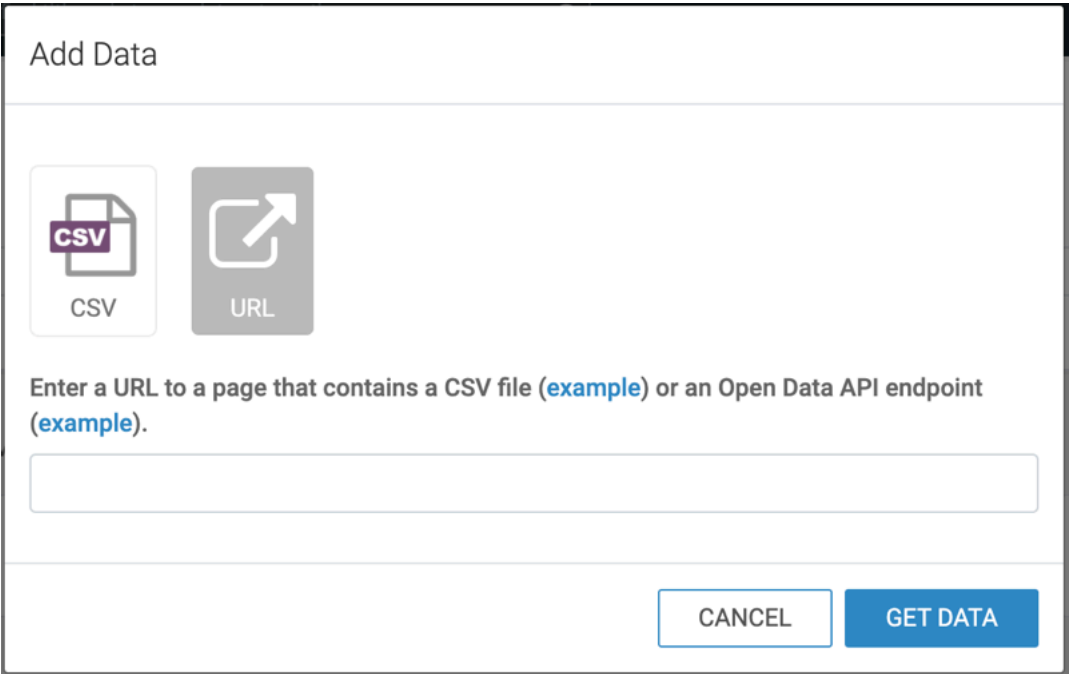 Add Data
CSV
CSV
URL
Enter a URL to a page that contains a CSV file (example) or an Open Data API endpoint
(example).
CANCEL
GET DATA